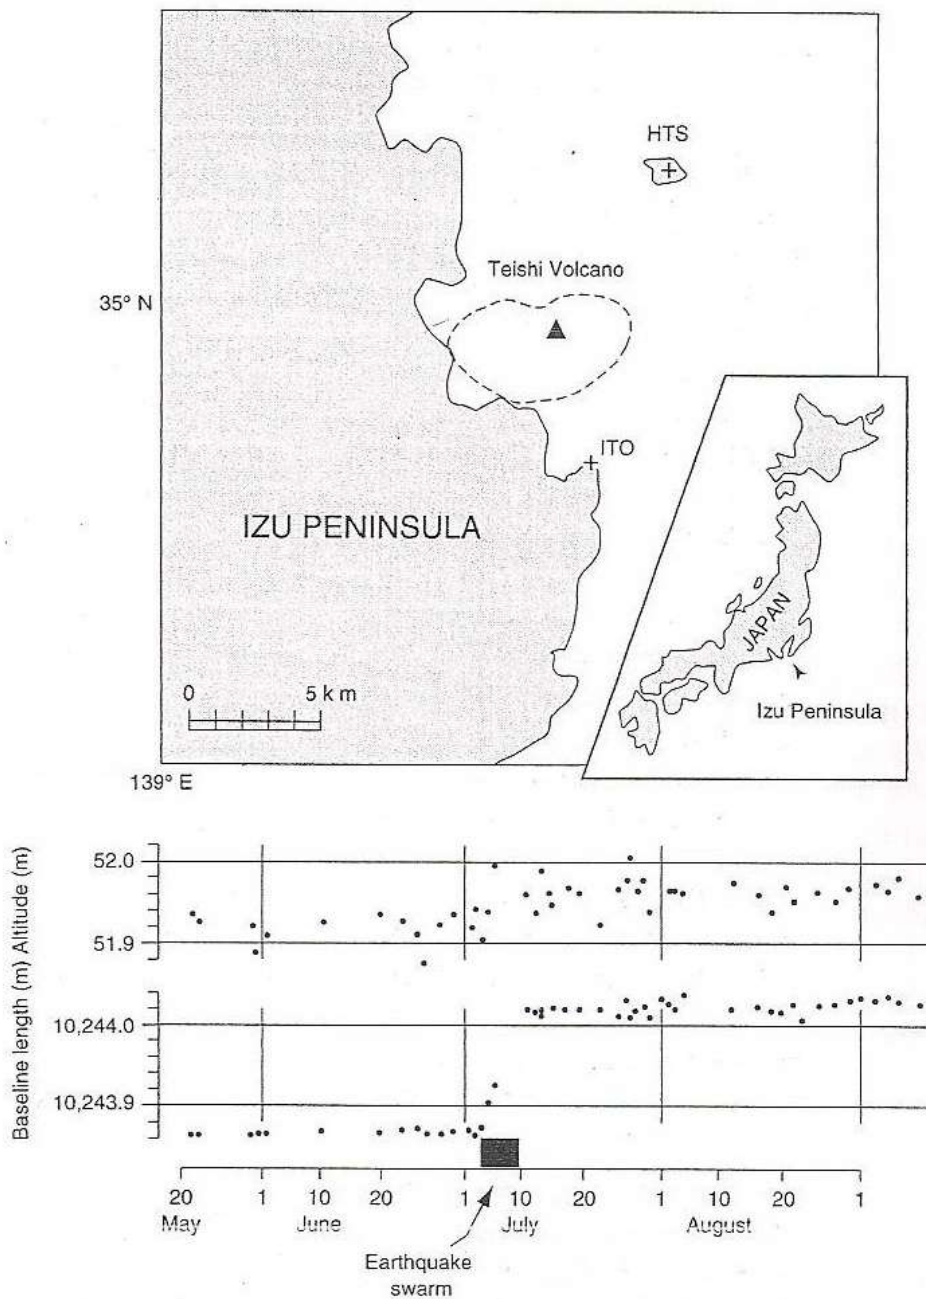 HTS
Teishi Volcano
35° N
ITO
IZU PENINSULA
JAPAN
0 5 km
Izu Peninsula
139° E
Baseline length (m) Altitude (m)
52.0
51.9
10,244.0
10,243.9
20 1 10 20 1 10 20 1 10 20 1
May June July August
Earthquake
swarm